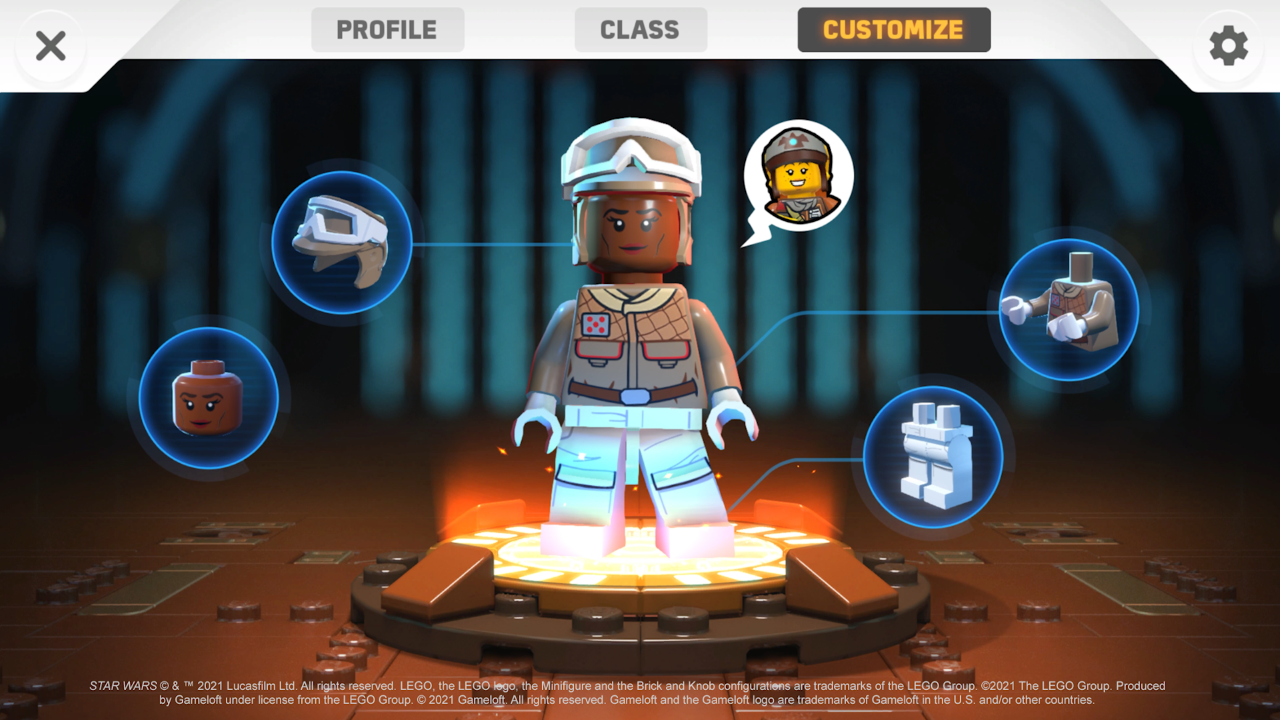 PROFILE
CLASS
CUSTOMIZE
STAR WARS © & ™ 2021 Lucasfilm Ltd. All rights reserved. LEGO, the LEGO logo, the Minifigure and the Brick and Knob configurations are trademarks of the LEGO Group. ©2021 The LEGO Group. Produced
by Gameloft under license from the LEGO Group. © 2021 Gameloft. All rights reserved. Gameloft and the Gameloft logo are trademarks of Gameloft in the U.S. and/or other countries.